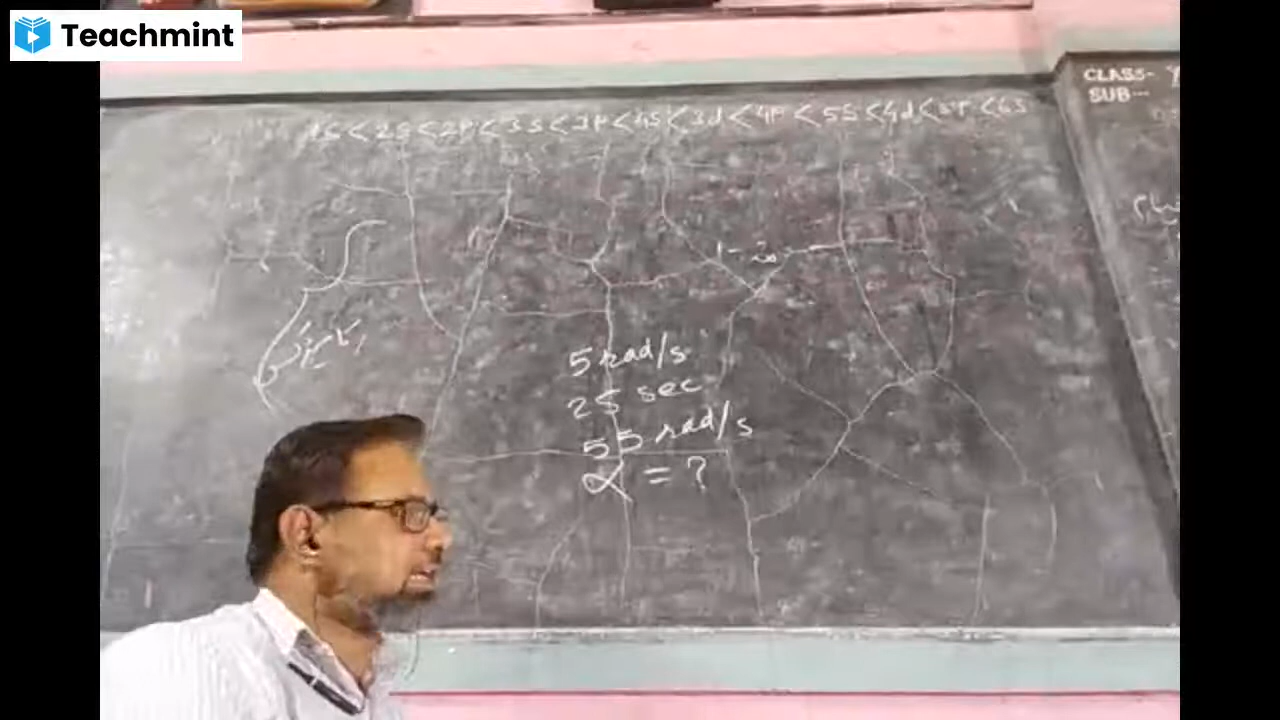 Teachmint
CLASS-
SUB--
1S < 2S < 2P < 3S < 3P < 4S < 3d < 4P < 5S < 4d < 5P < 6S
5 rad/s
25 sec
55 rad/s
α = ?